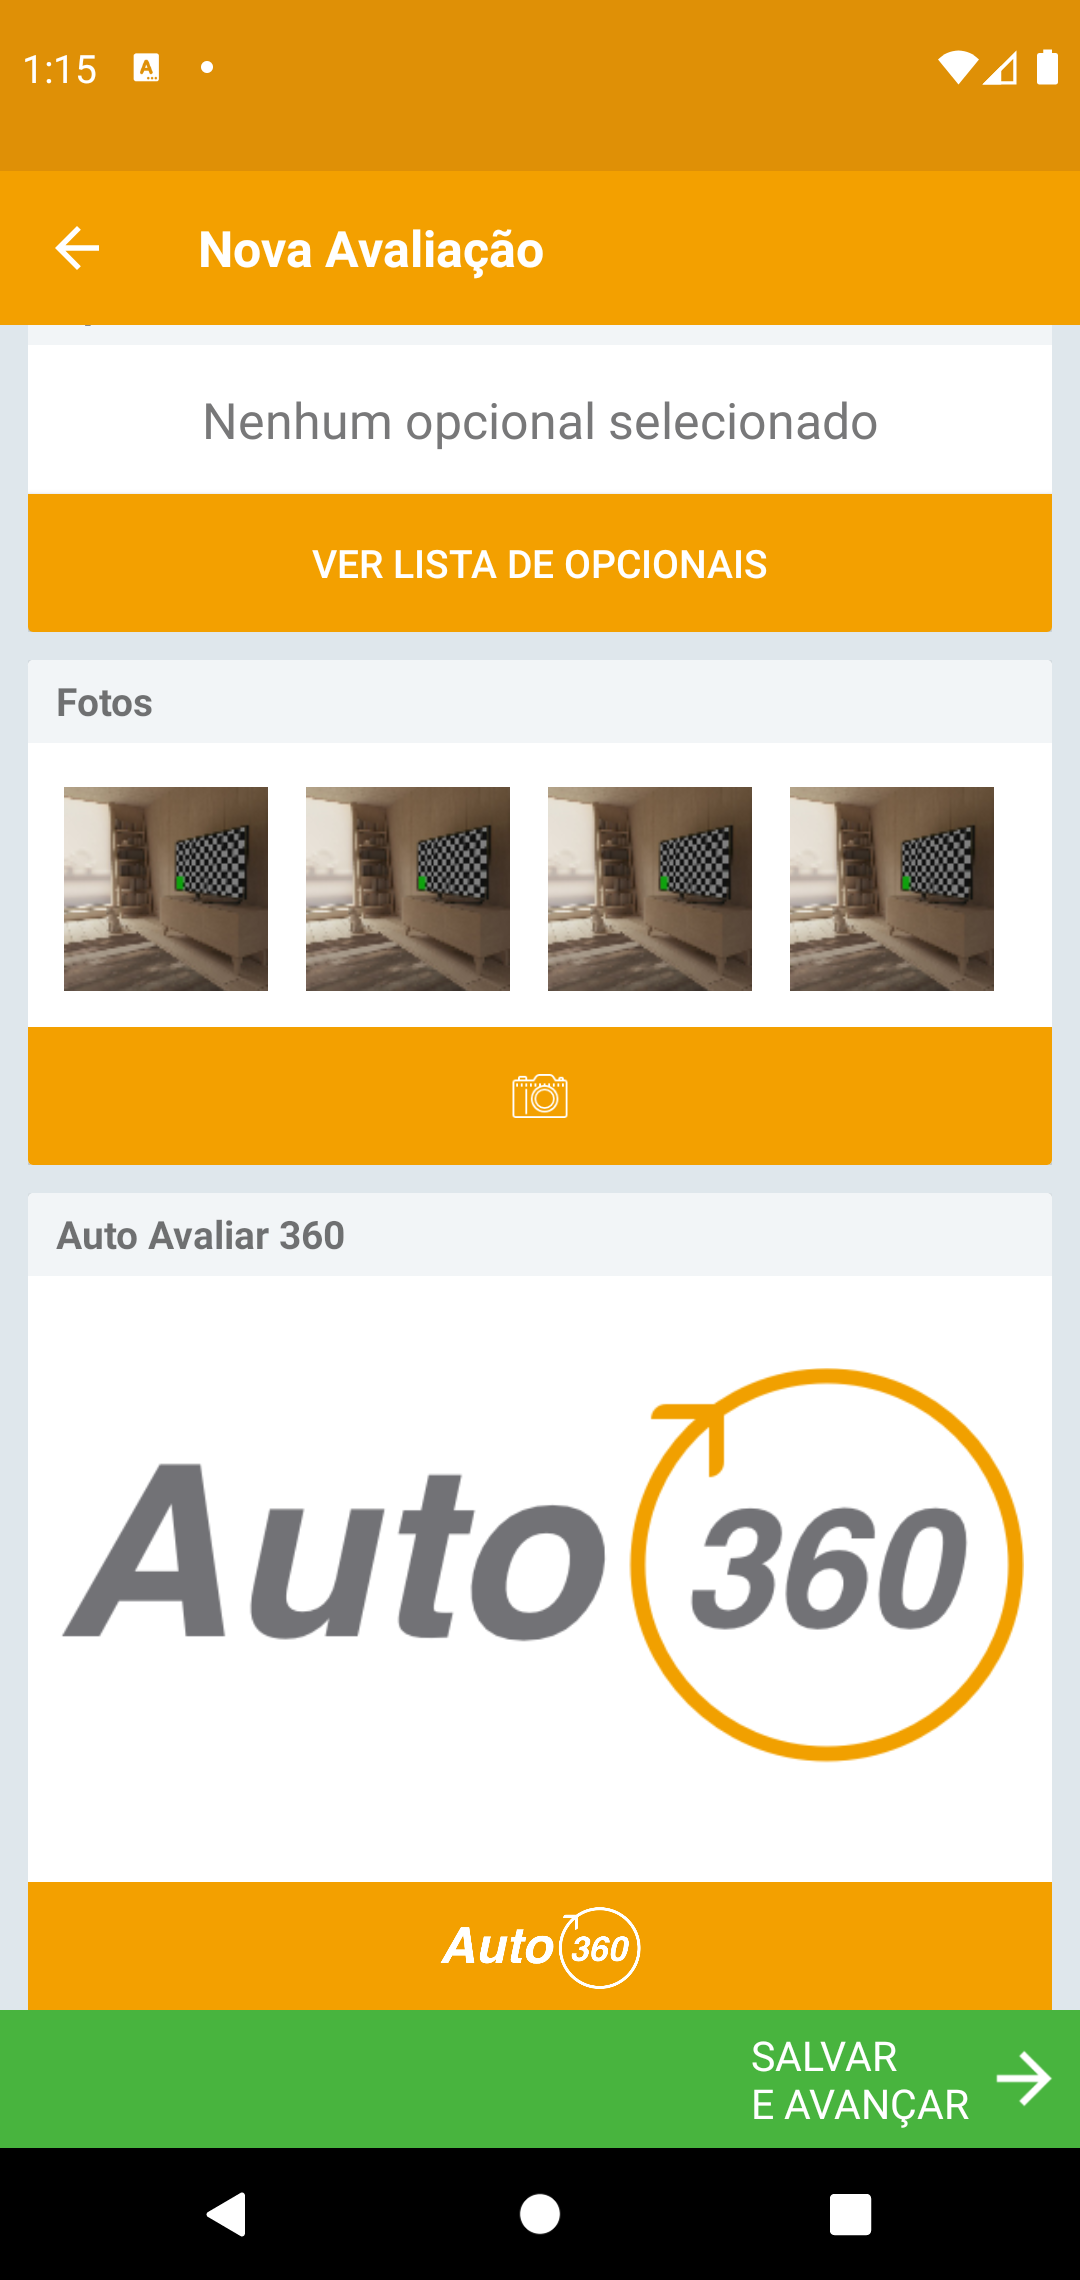 1:15
Nova Avaliação
Nenhum opcional selecionado
VER LISTA DE OPCIONAIS
Fotos
Auto Avaliar 360
Auto 360
Auto 360
SALVAR
E AVANÇAR